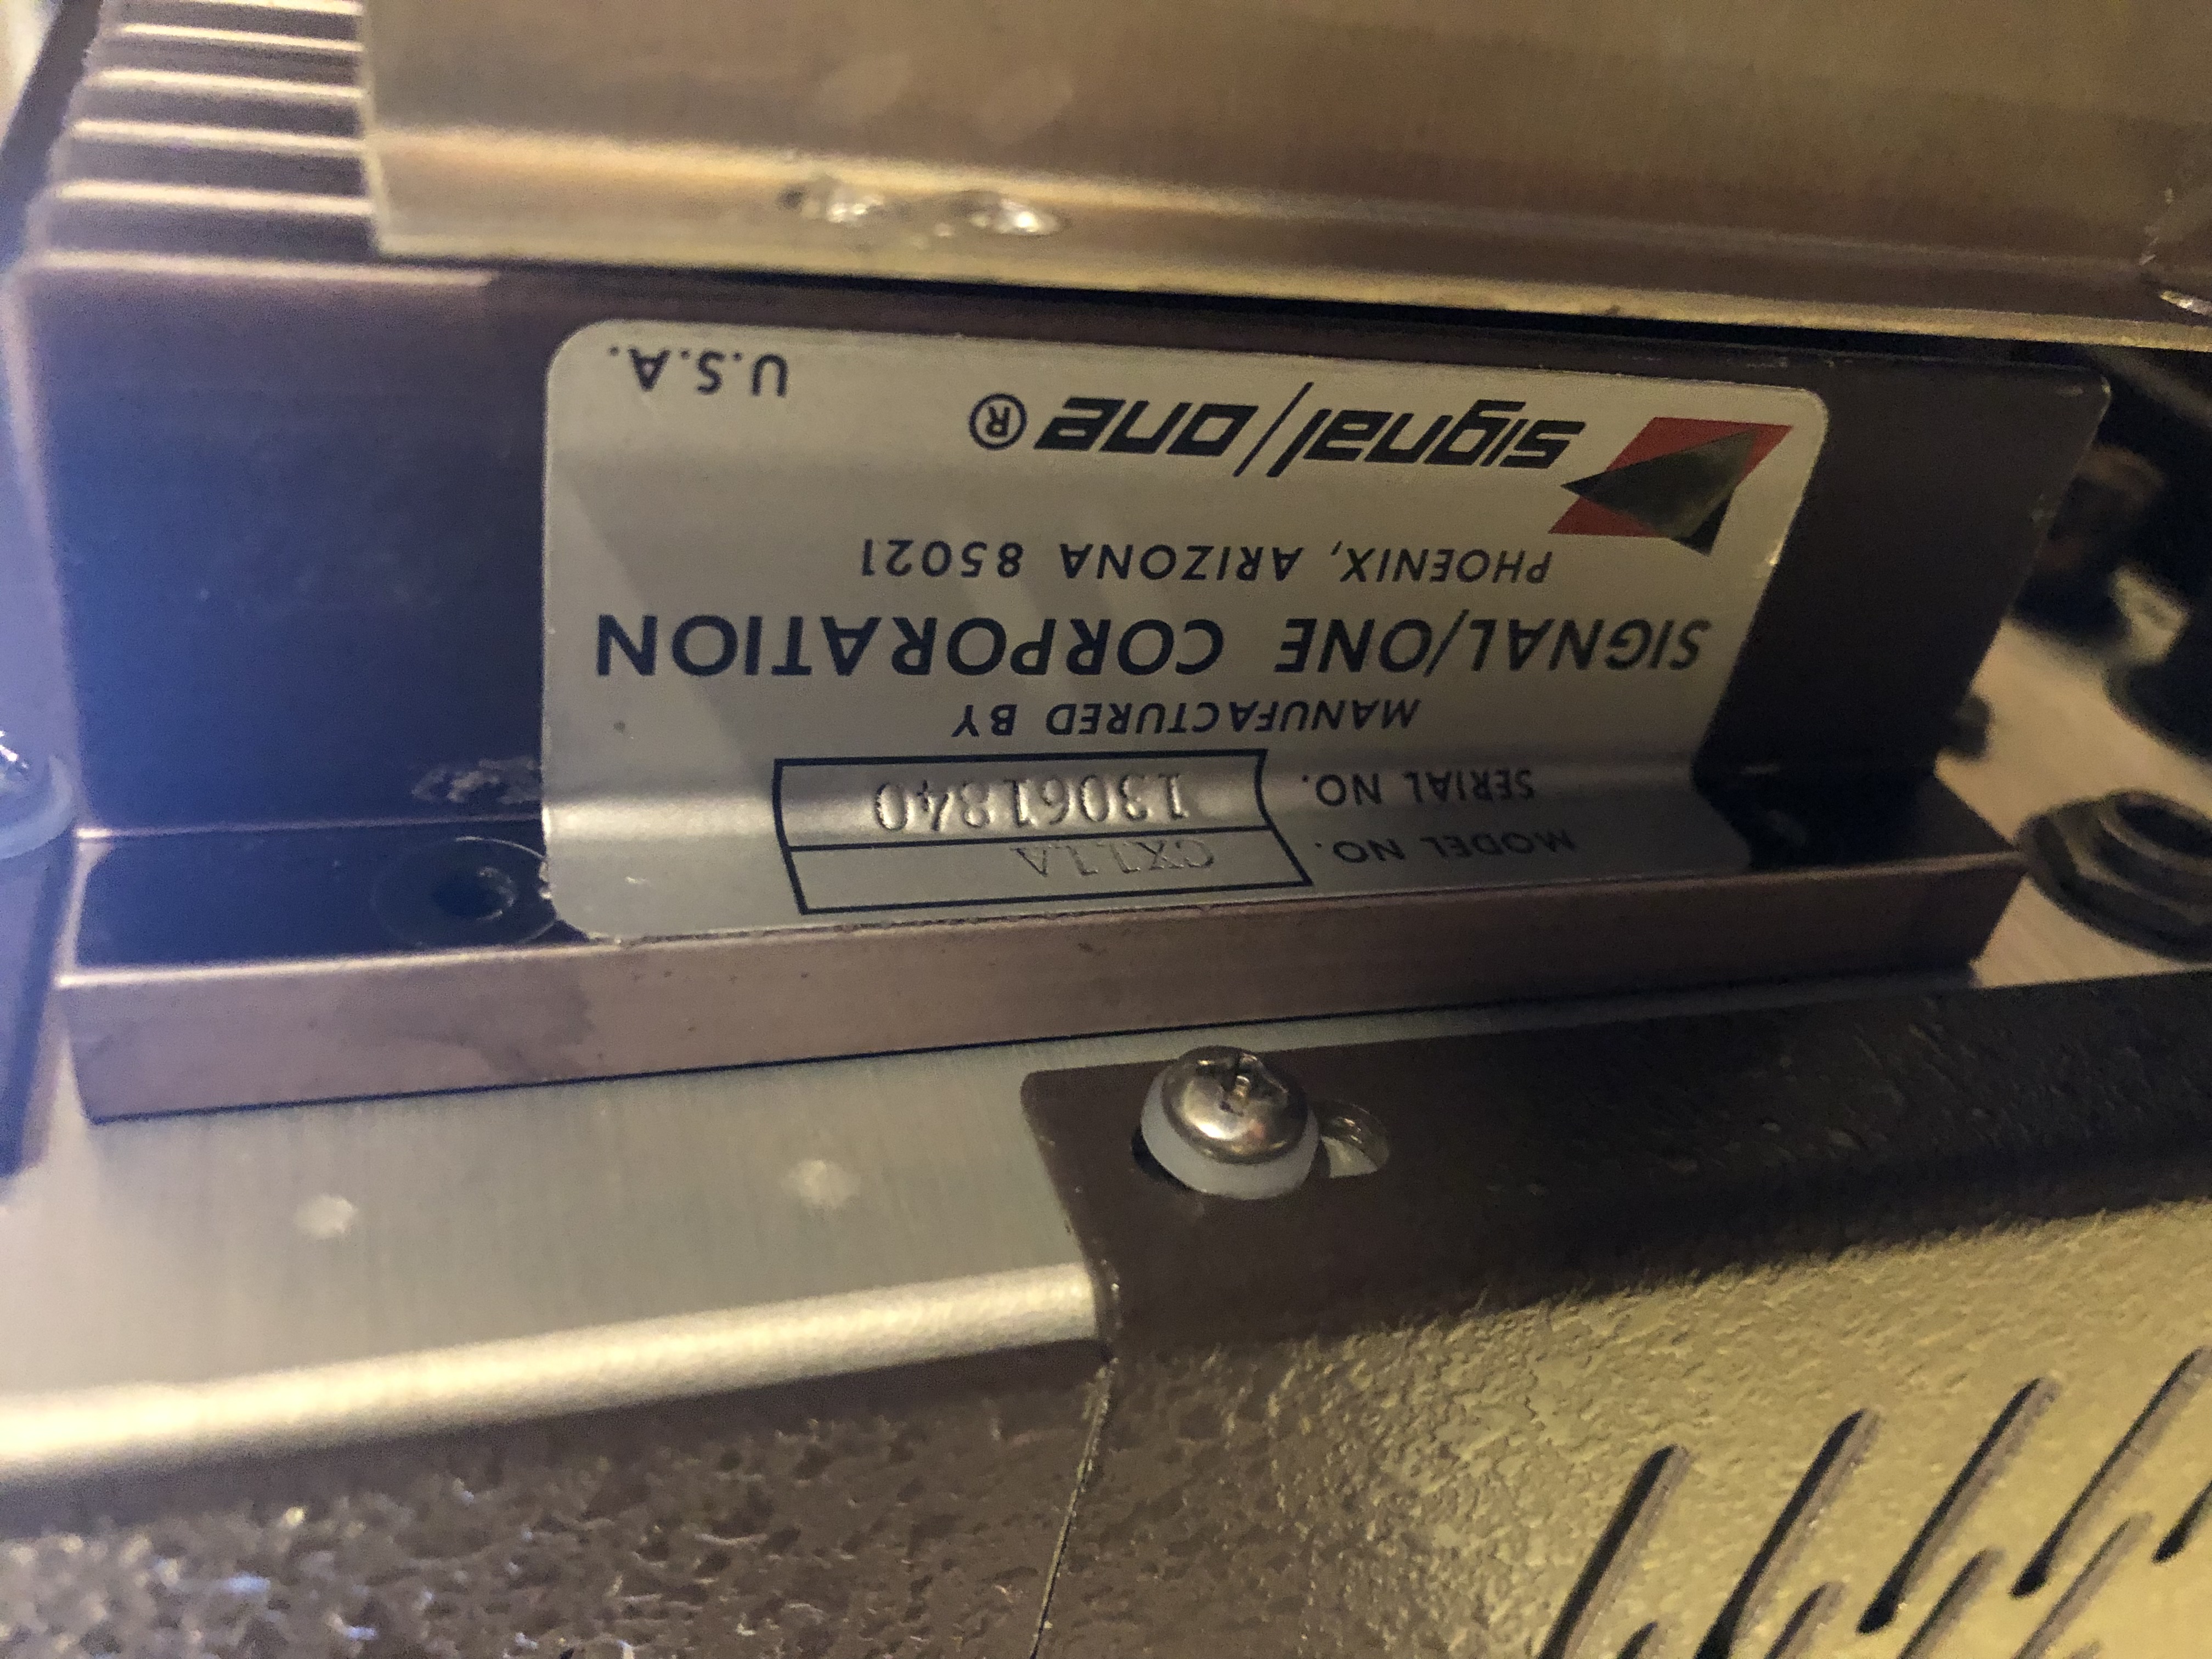 MODEL NO. CX11A
SERIAL NO. 13061840
MANUFACTURED BY
SIGNAL/ONE CORPORATION
PHOENIX, ARIZONA 85021
signal/one ®
U.S.A.